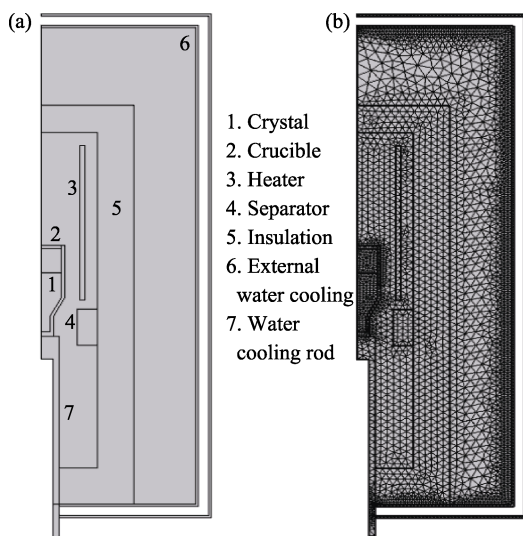 (a)
(b)
6
1. Crystal
2. Crucible
3. Heater
4. Separator
5. Insulation
6. External
water cooling
7. Water
cooling rod
3
5
2
1
4
7